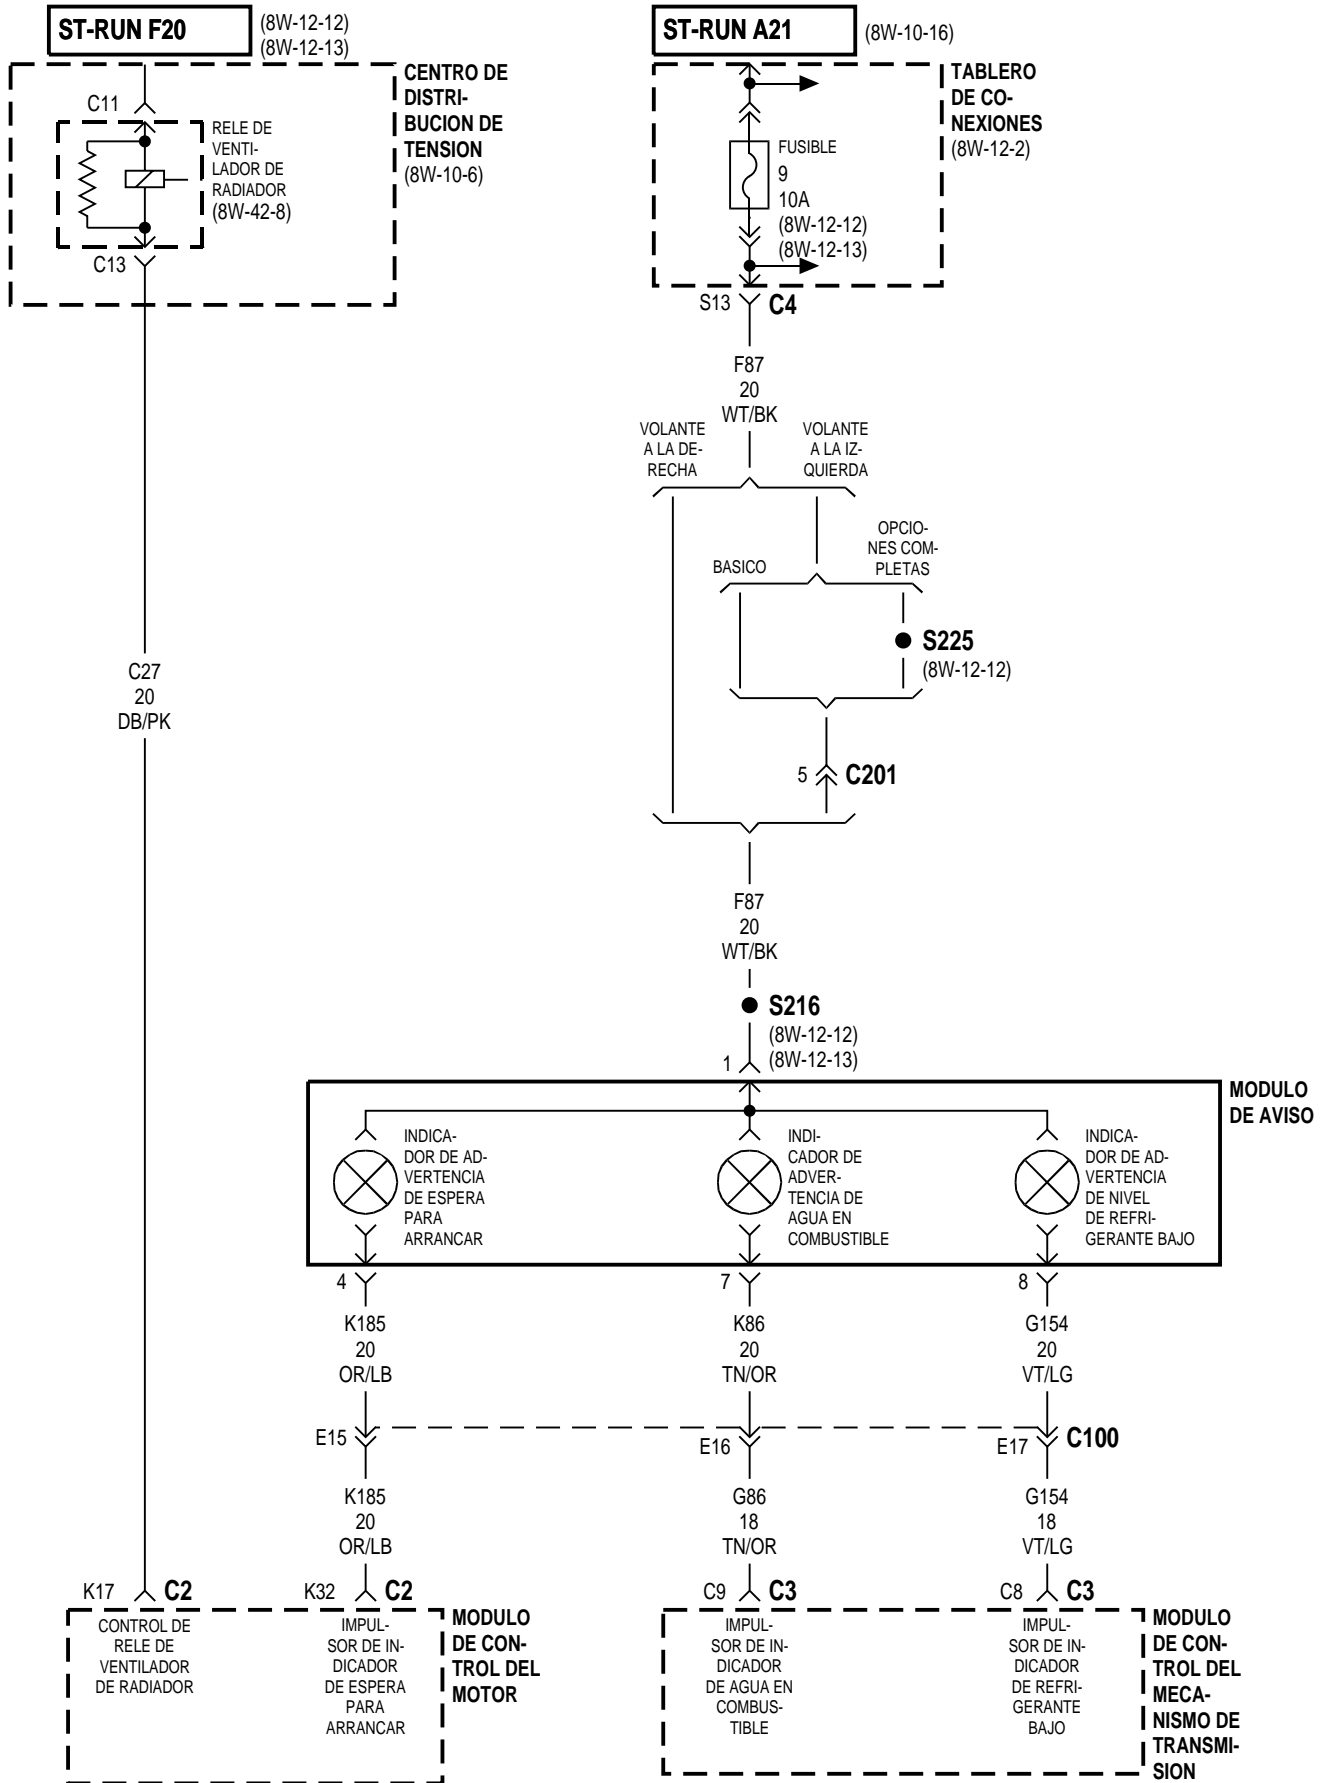 ST-RUN F20
(8W-12-12)
(8W-12-13)
ST-RUN A21
(8W-10-16)
CENTRO DE
DISTRI-
BUCION DE
TENSION
(8W-10-6)
C11
RELE DE
VENTI-
LADOR DE
RADIADOR
(8W-42-8)
C13
TABLERO
DE CO-
NEXIONES
(8W-12-2)
FUSIBLE
9
10A
(8W-12-12)
(8W-12-13)
S13
C4
F87
20
WT/BK
VOLANTE
A LA DE-
RECHA
VOLANTE
A LA IZ-
QUIERDA
BASICO
OPCIO-
NES COM-
PLETAS
S225
(8W-12-12)
C27
20
DB/PK
5
C201
F87
20
WT/BK
S216
(8W-12-12)
(8W-12-13)
1
MODULO
DE AVISO
INDICA-
DOR DE AD-
VERTENCIA
DE ESPERA
PARA
ARRANCAR
INDI-
CADOR DE
ADVER-
TENCIA DE
AGUA EN
COMBUSTIBLE
INDICA-
DOR DE AD-
VERTENCIA
DE NIVEL
DE REFRI-
GERANTE BAJO
4
7
8
K185
20
OR/LB
K86
20
TN/OR
G154
20
VT/LG
E15
E16
E17
C100
K185
20
OR/LB
G86
18
TN/OR
G154
18
VT/LG
K17
C2
K32
C2
C9
C3
C8
C3
CONTROL DE
RELE DE
VENTILADOR
DE RADIADOR
IMPUL-
SOR DE IN-
DICADOR
DE ESPERA
PARA
ARRANCAR
MODULO
DE CON-
TROL DEL
MOTOR
IMPUL-
SOR DE IN-
DICADOR
DE AGUA EN
COMBUS-
TIBLE
IMPUL-
SOR DE IN-
DICADOR
DE REFRI-
GERANTE
BAJO
MODULO
DE CON-
TROL DEL
MECA-
NISMO DE
TRANSMI-
SION